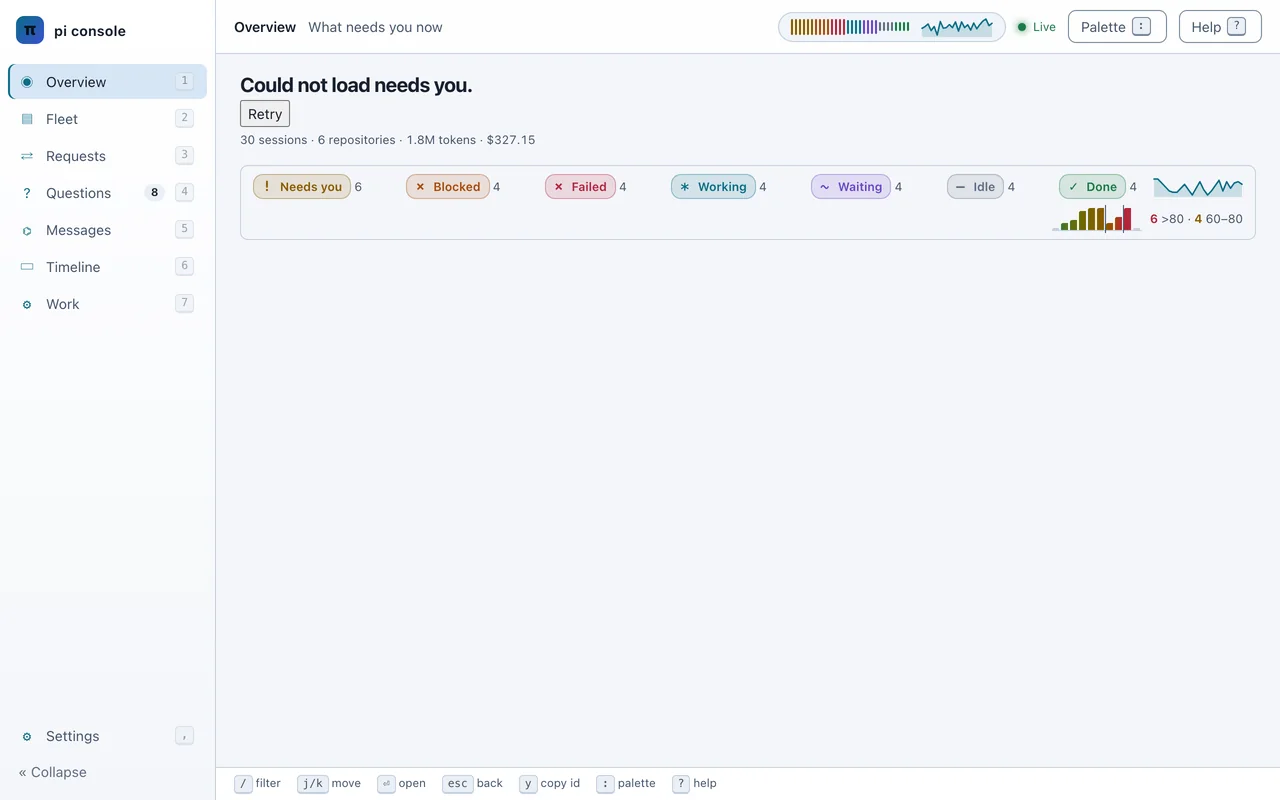 π pi console
Overview 1
Fleet 2
Requests 3
? Questions 8 4
Messages 5
Timeline 6
Work 7
Settings ,
« Collapse
Overview What needs you now
Live
Palette :
Help ?
Could not load needs you.
Retry
30 sessions · 6 repositories · 1.8M tokens · $327.15
! Needs you 6
× Blocked 4
× Failed 4
* Working 4
~ Waiting 4
– Idle 4
✓ Done 4
6 >80 · 4 60–80
/ filter j/k move ⏎ open esc back y copy id : palette ? help